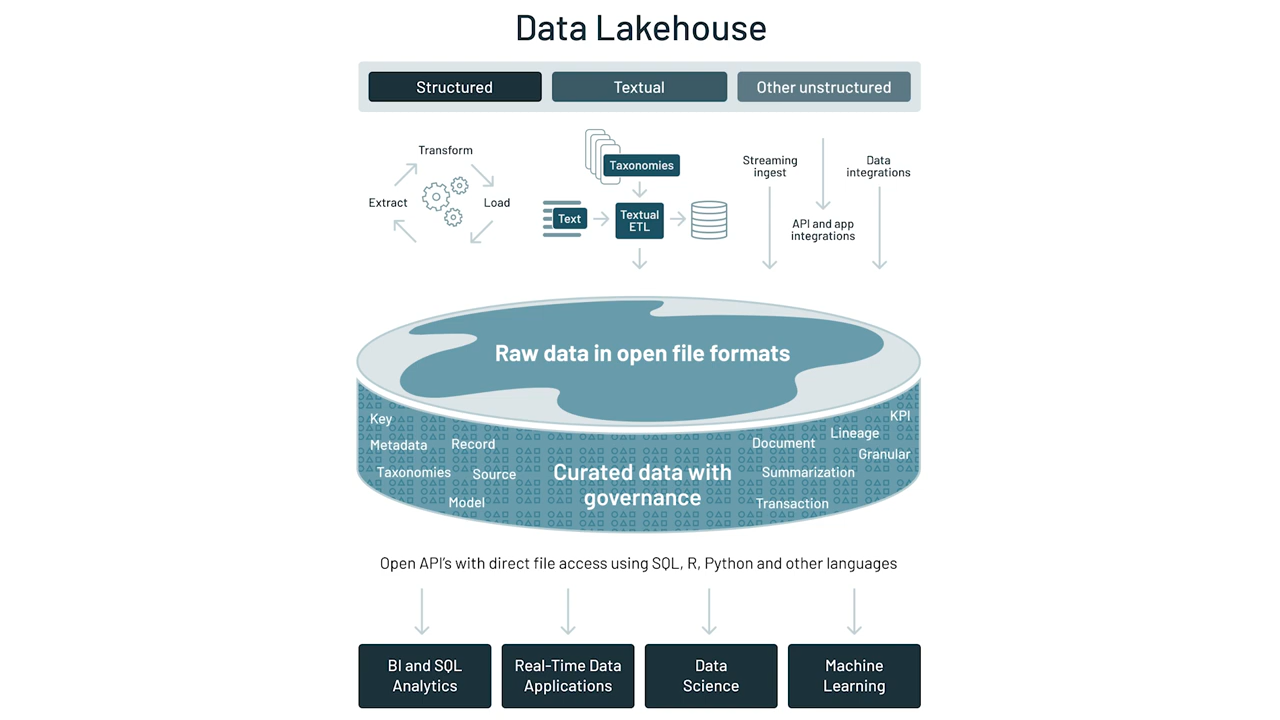 Data Lakehouse
Structured
Textual
Other unstructured
Transform
Extract
Load
Taxonomies
Text
Textual
ETL
Streaming
ingest
API and app
integrations
Data
integrations
Raw data in open file formats
Key
Metadata
Record
Taxonomies
Source
Model
Curated data with
governance
KPI
Lineage
Document
Granular
Summarization
Transaction
Open API's with direct file access using SQL, R, Python and other languages
BI and SQL
Analytics
Real-Time Data
Applications
Data
Science
Machine
Learning